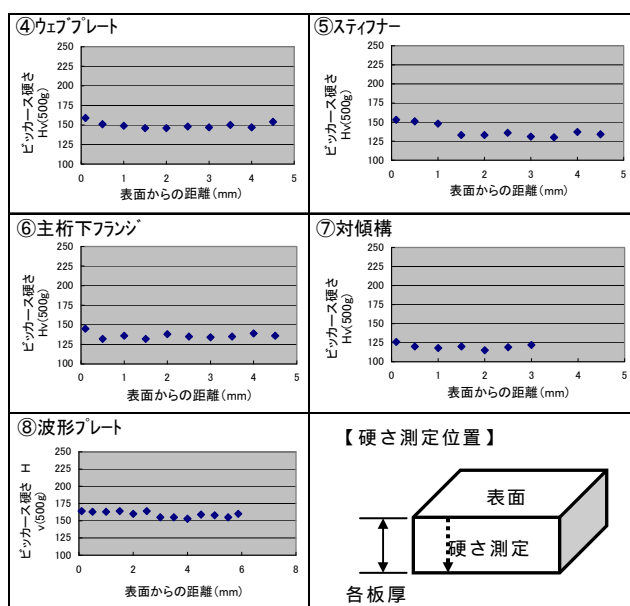 ④ウェブプレート
ビッカース硬さ
Hv(500g)
250
225
200
175
150
125
100
0 1 2 3 4 5
表面からの距離(mm)
⑤スティフナー
ビッカース硬さ
Hv(500g)
250
225
200
175
150
125
100
0 1 2 3 4 5
表面からの距離(mm)
⑥主桁下フランジ
ビッカース硬さ
Hv(500g)
250
225
200
175
150
125
100
0 1 2 3 4 5
表面からの距離(mm)
⑦対傾構
ビッカース硬さ
Hv(500g)
250
225
200
175
150
125
100
0 1 2 3 4 5
表面からの距離(mm)
⑧波形プレート
ビッカース硬さ H
v(500g)
250
225
200
175
150
125
100
0 2 4 6 8
表面からの距離(mm)
【硬さ測定位置】
表面
硬さ測定
各板厚